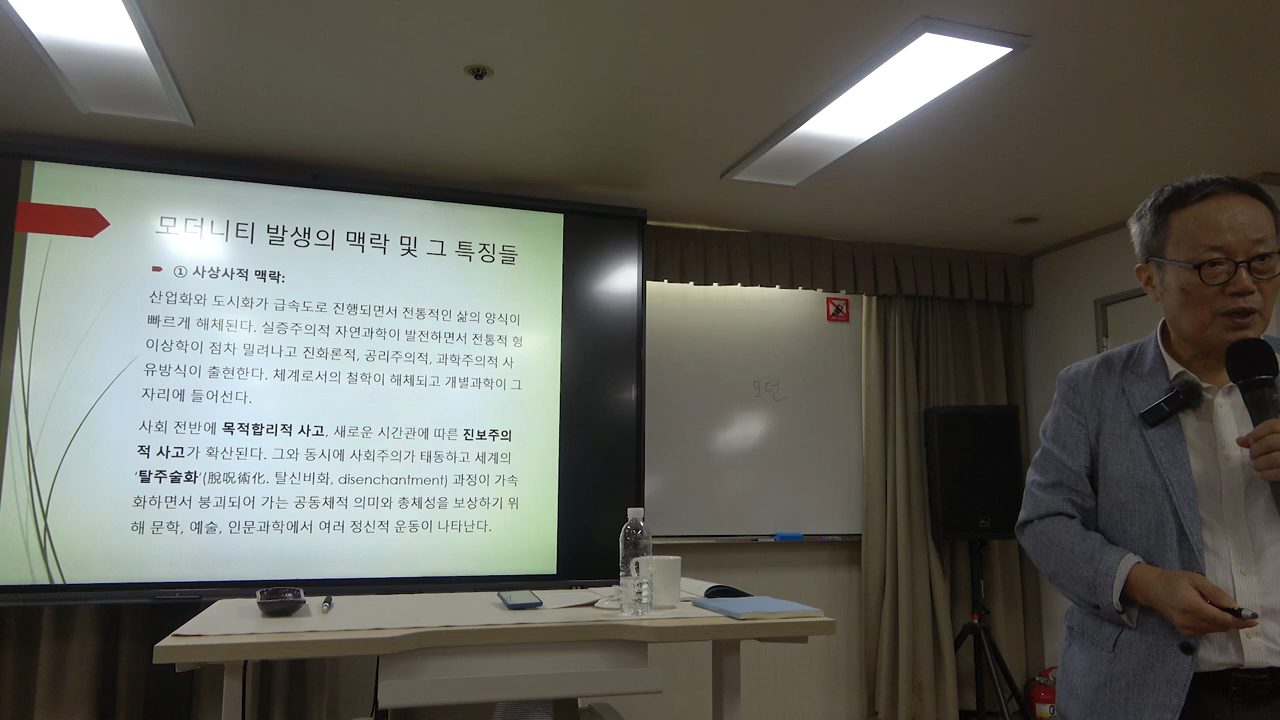 모더니티 발생의 맥락 및 그 특징들
① 사상사적 맥락:
산업화와 도시화가 급속도로 진행되면서 전통적인 삶의 양식이
빠르게 해체된다. 실증주의적 자연과학이 발전하면서 전통적 형
이상학이 점차 밀려나고 진화론적, 공리주의적, 과학주의적 사
유방식이 출현한다. 체계로서의 철학이 해체되고 개별과학이 그
자리에 들어선다.
사회 전반에 목적합리적 사고, 새로운 시간관에 따른 진보주의
적 사고가 확산된다. 그와 동시에 사회주의가 태동하고 세계의
‘탈주술화’(脫呪術化. 탈신비화, disenchantment) 과정이 가속
화하면서 붕괴되어 가는 공동체적 의미와 총체성을 보상하기 위
해 문학, 예술, 인문과학에서 여러 정신적 운동이 나타난다.
모던